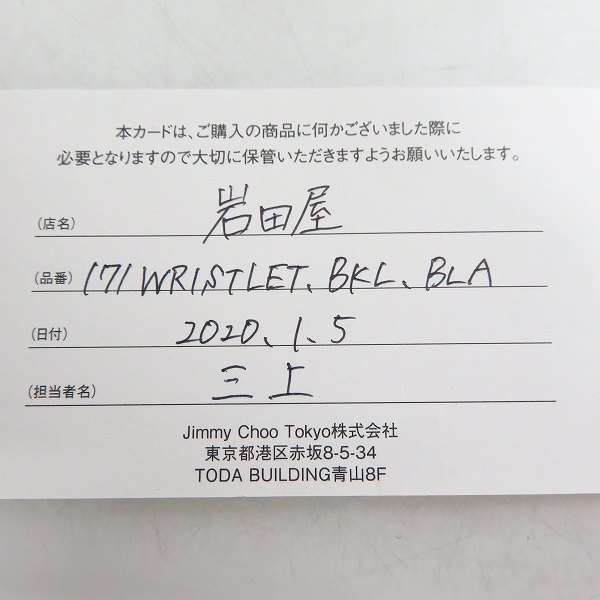 本カードは、ご購入の商品に何かございました際に
必要となりますので大切に保管いただきますようお願いいたします。
(店名) 岩田屋
(品番) 171 WRISTLET、BKL、BLA
(日付) 2020、1、5
(担当者名) 三上
Jimmy Choo Tokyo株式会社
東京都港区赤坂8-5-34
TODA BUILDING青山8F